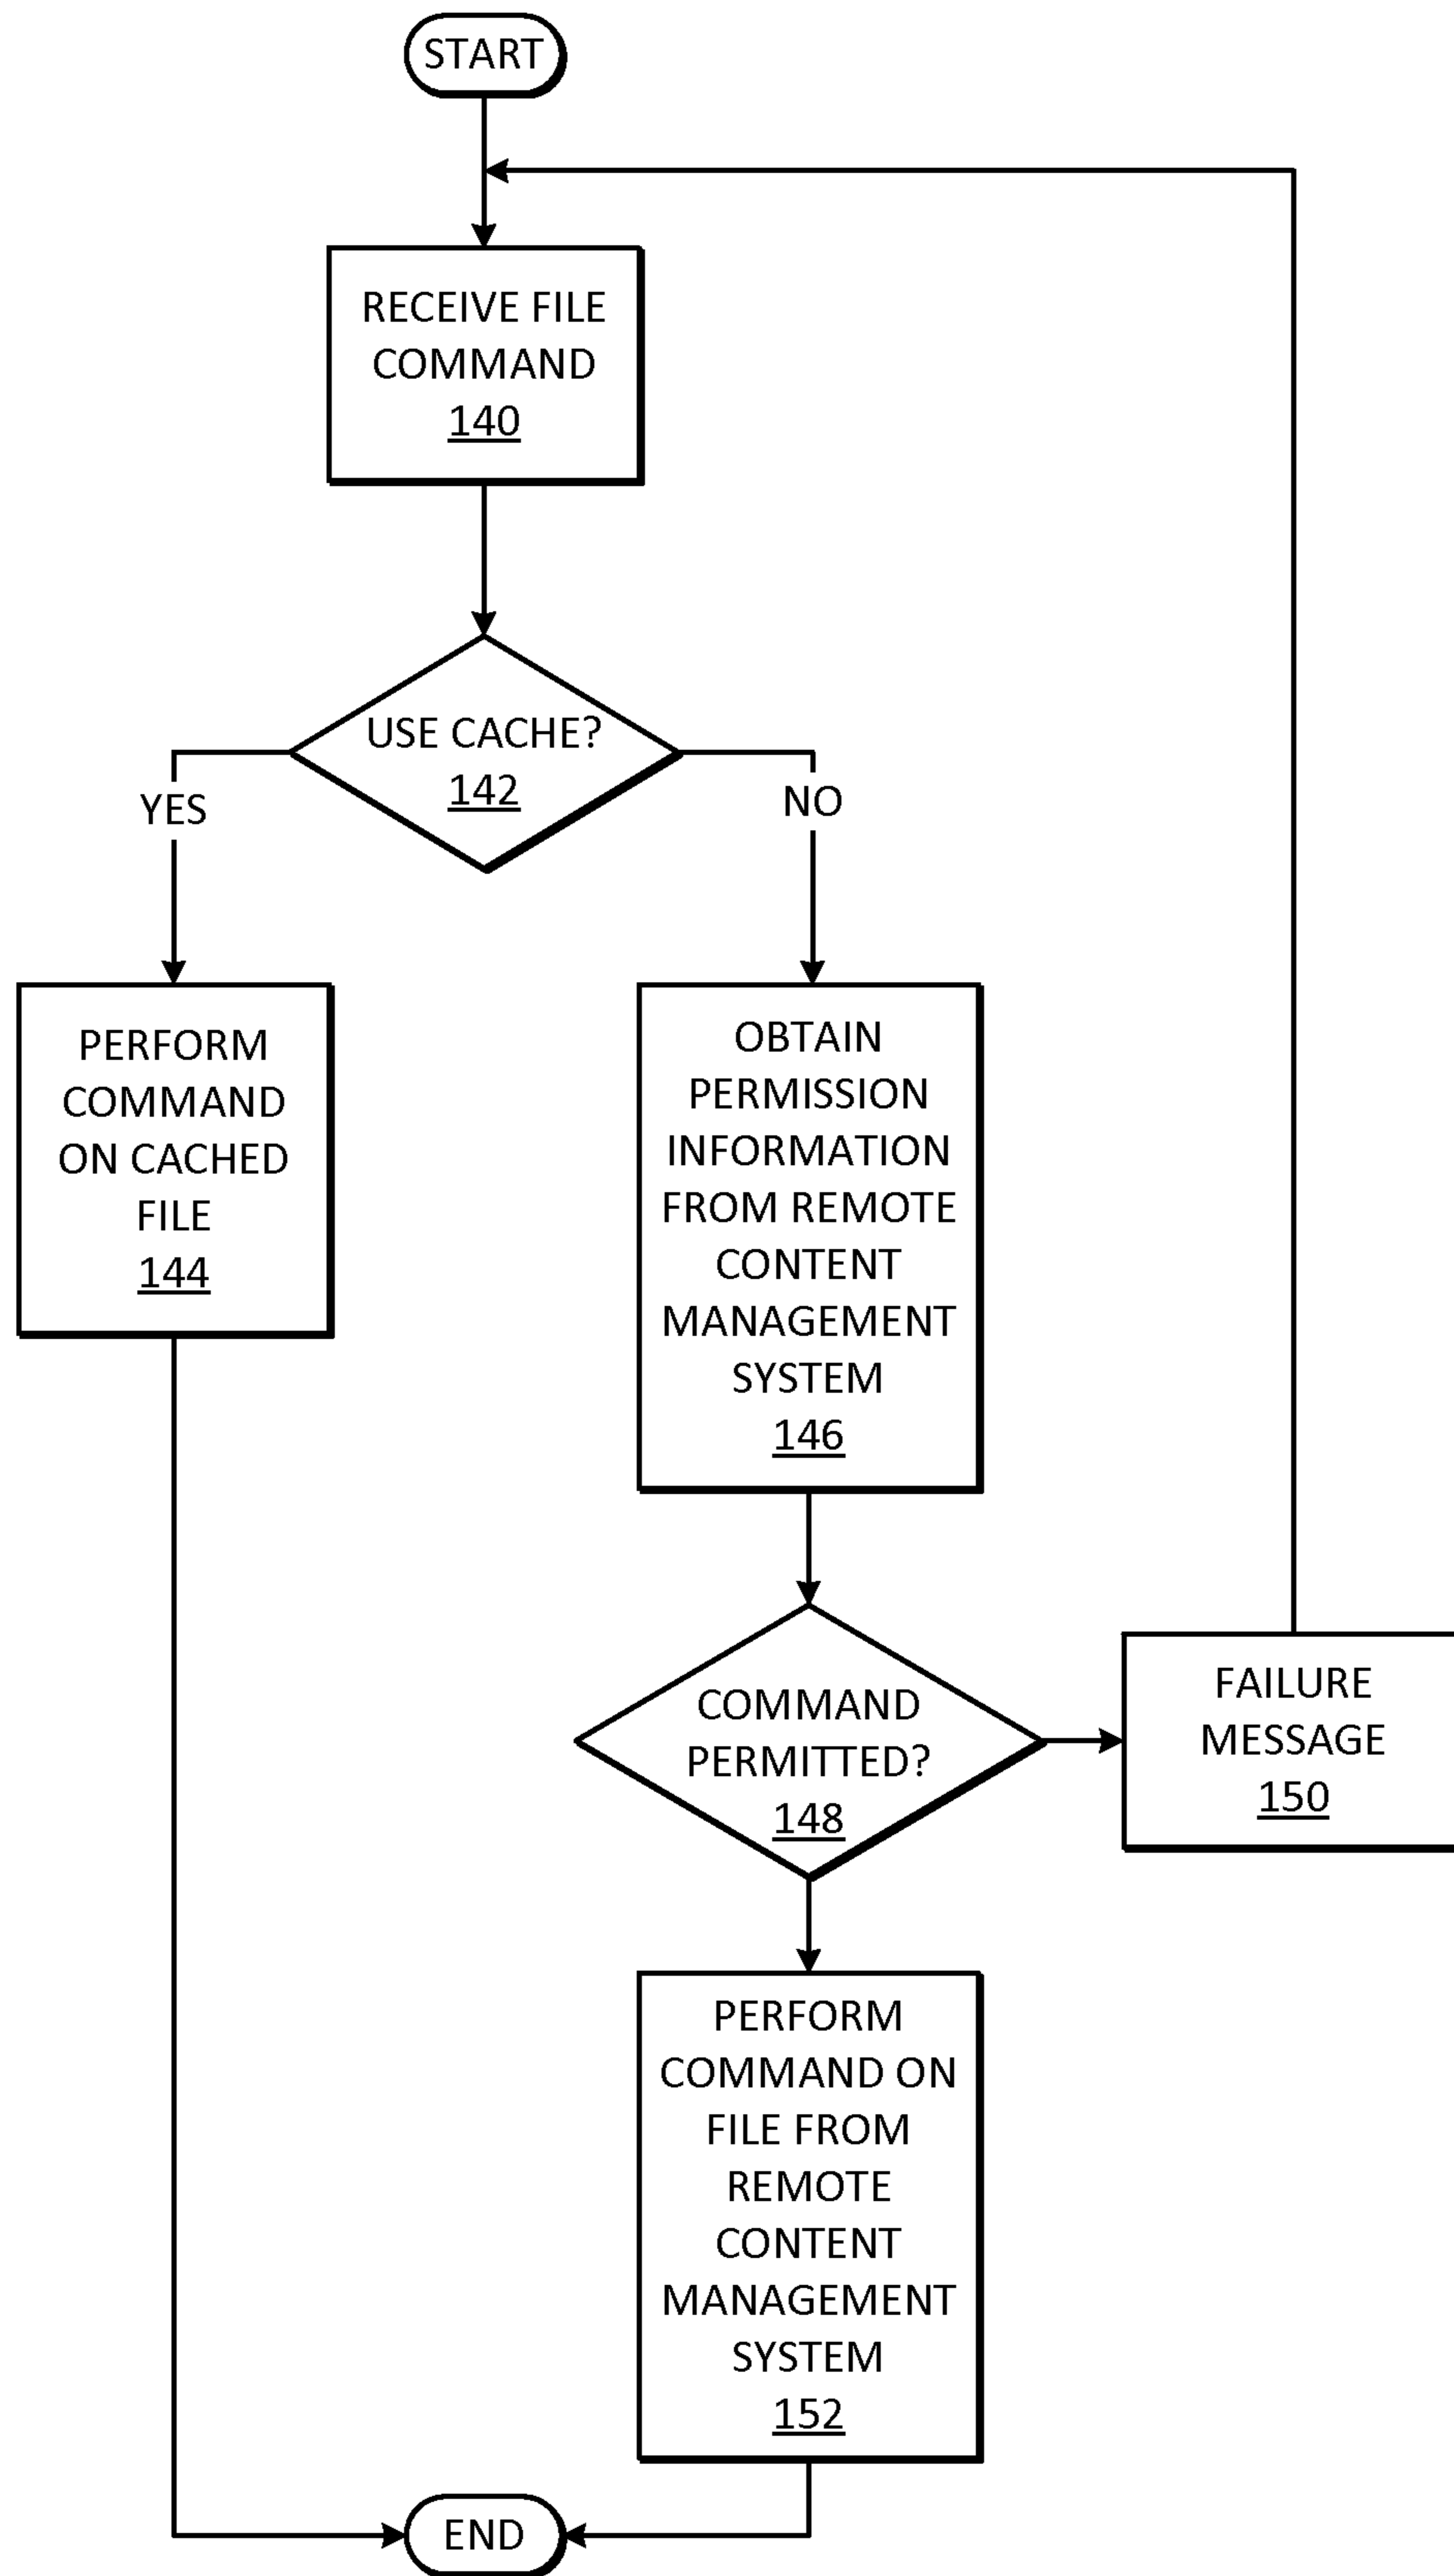 START
RECEIVE FILE
COMMAND
140
USE CACHE?
142
YES
NO
PERFORM
COMMAND
ON CACHED
FILE
144
OBTAIN
PERMISSION
INFORMATION
FROM REMOTE
CONTENT
MANAGEMENT
SYSTEM
146
COMMAND
PERMITTED?
148
FAILURE
MESSAGE
150
PERFORM
COMMAND ON
FILE FROM
REMOTE
CONTENT
MANAGEMENT
SYSTEM
152
END